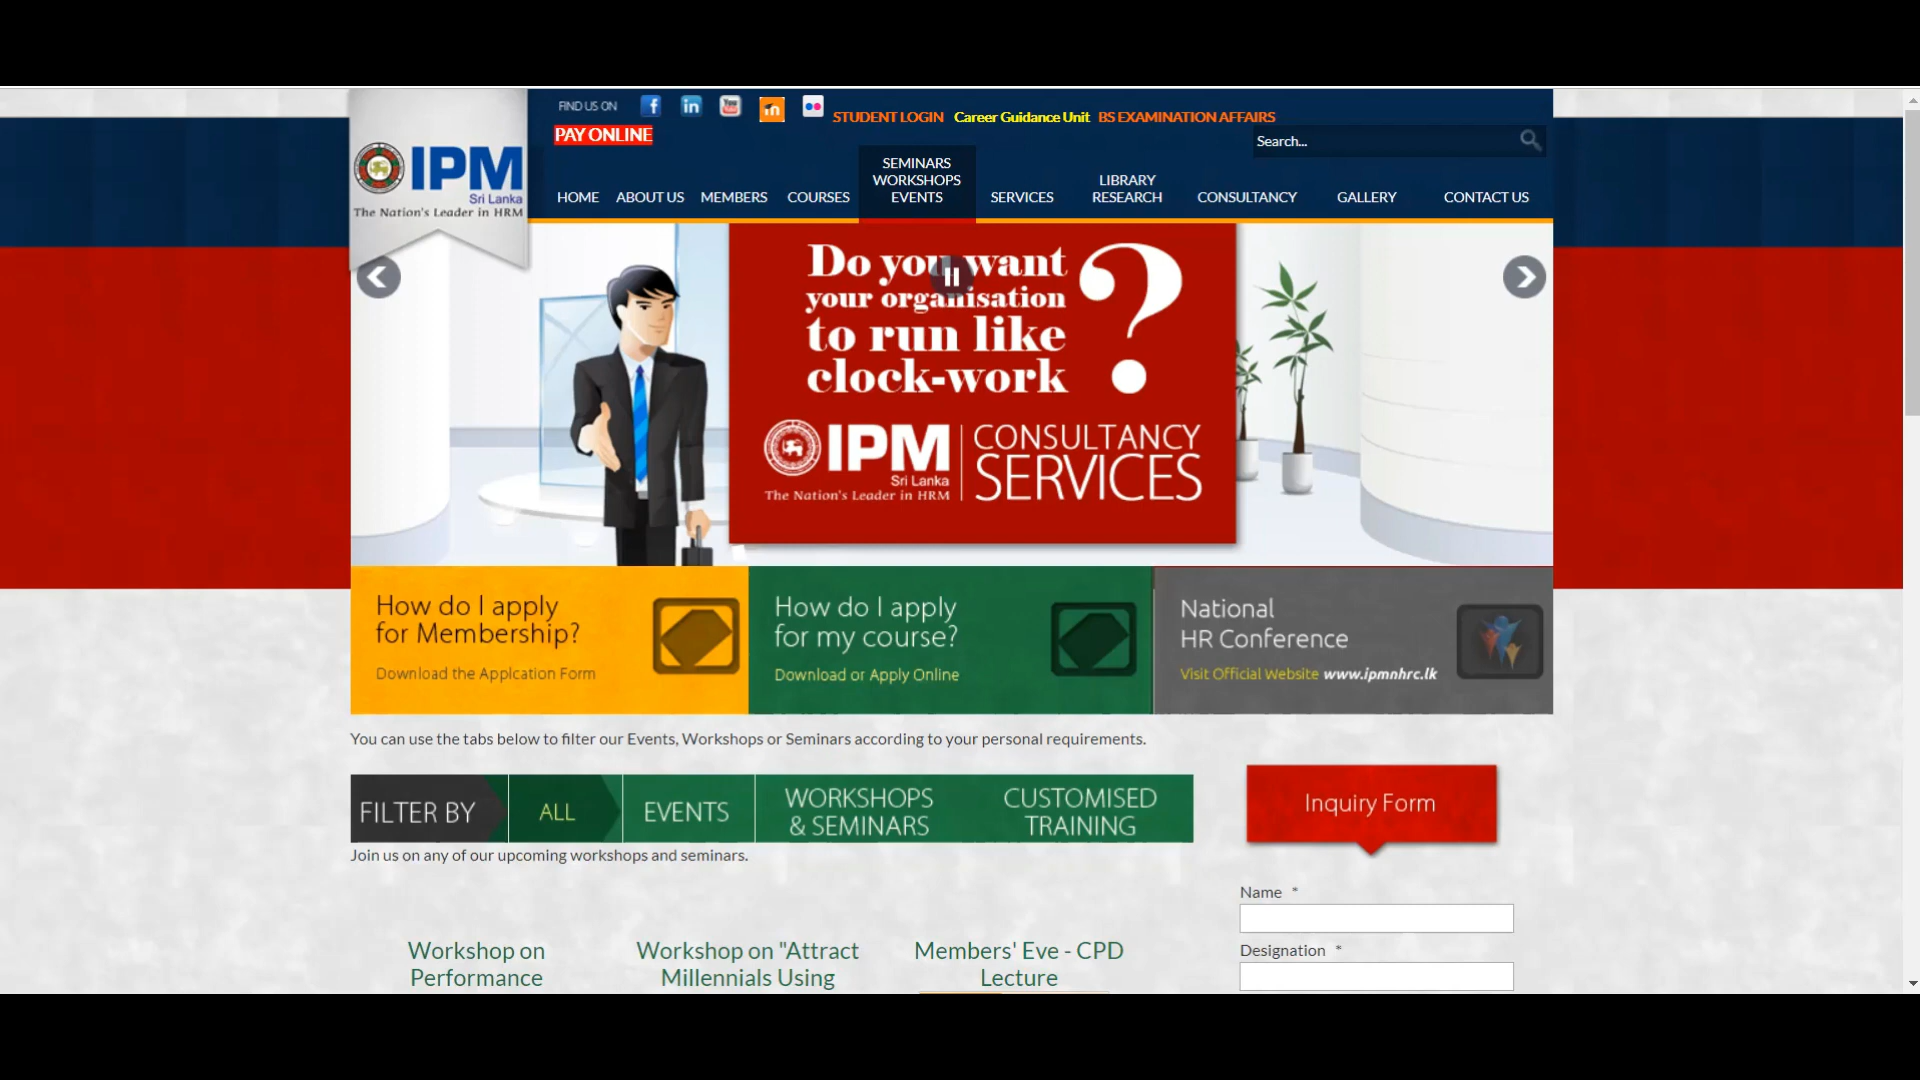 FIND US ON
STUDENT LOGIN Career Guidance Unit BS EXAMINATION AFFAIRS
PAY ONLINE
Search...
IPM
Sri Lanka
The Nation's Leader in HRM
HOME
ABOUT US
MEMBERS
COURSES
SEMINARS
WORKSHOPS
EVENTS
SERVICES
LIBRARY
RESEARCH
CONSULTANCY
GALLERY
CONTACT US
Do you want
your organisation
to run like
clock-work
?
IPM
Sri Lanka
The Nation's Leader in HRM
CONSULTANCY
SERVICES
How do I apply
for Membership?
Download the Applcation Form
How do I apply
for my course?
Download or Apply Online
National
HR Conference
Visit Official Website www.ipmnhrc.lk
You can use the tabs below to filter our Events, Workshops or Seminars according to your personal requirements.
FILTER BY
ALL
EVENTS
WORKSHOPS
& SEMINARS
CUSTOMISED
TRAINING
Join us on any of our upcoming workshops and seminars.
Workshop on
Performance
Workshop on "Attract
Millennials Using
Members' Eve - CPD
Lecture
Inquiry Form
Name *
Designation *